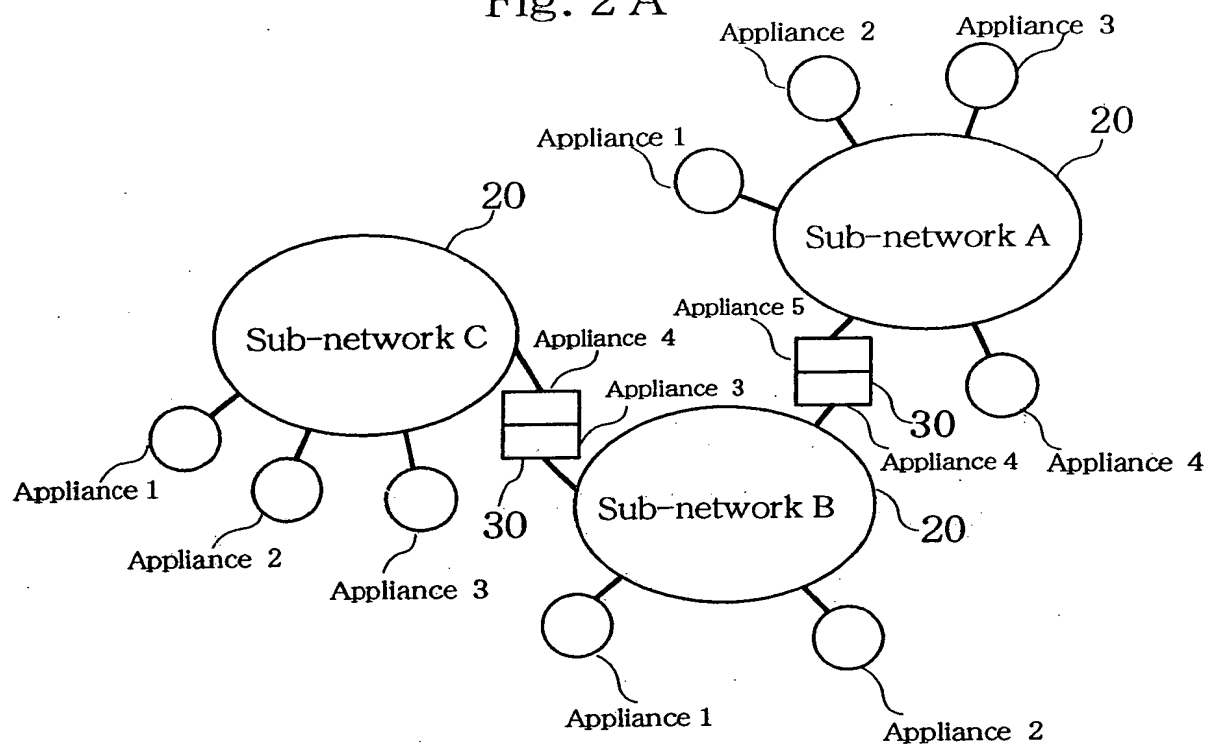 Fig. 2 A
Appliance 2
Appliance 3
20
Appliance 1
20
Sub-network A
Appliance 5
Sub-network C
Appliance 4
Appliance 3
30
Appliance 4
Appliance 4
Appliance 1
Sub-network B
30
20
Appliance 2
Appliance 3
Appliance 1
Appliance 2